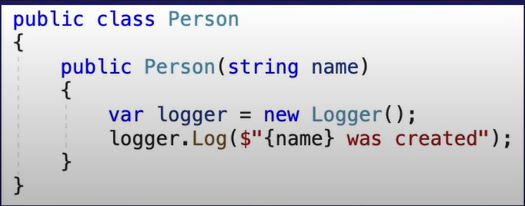 public class Person
{
    public Person(string name)
    {
        var logger = new Logger();
        logger.Log($"{name} was created");
    }
}